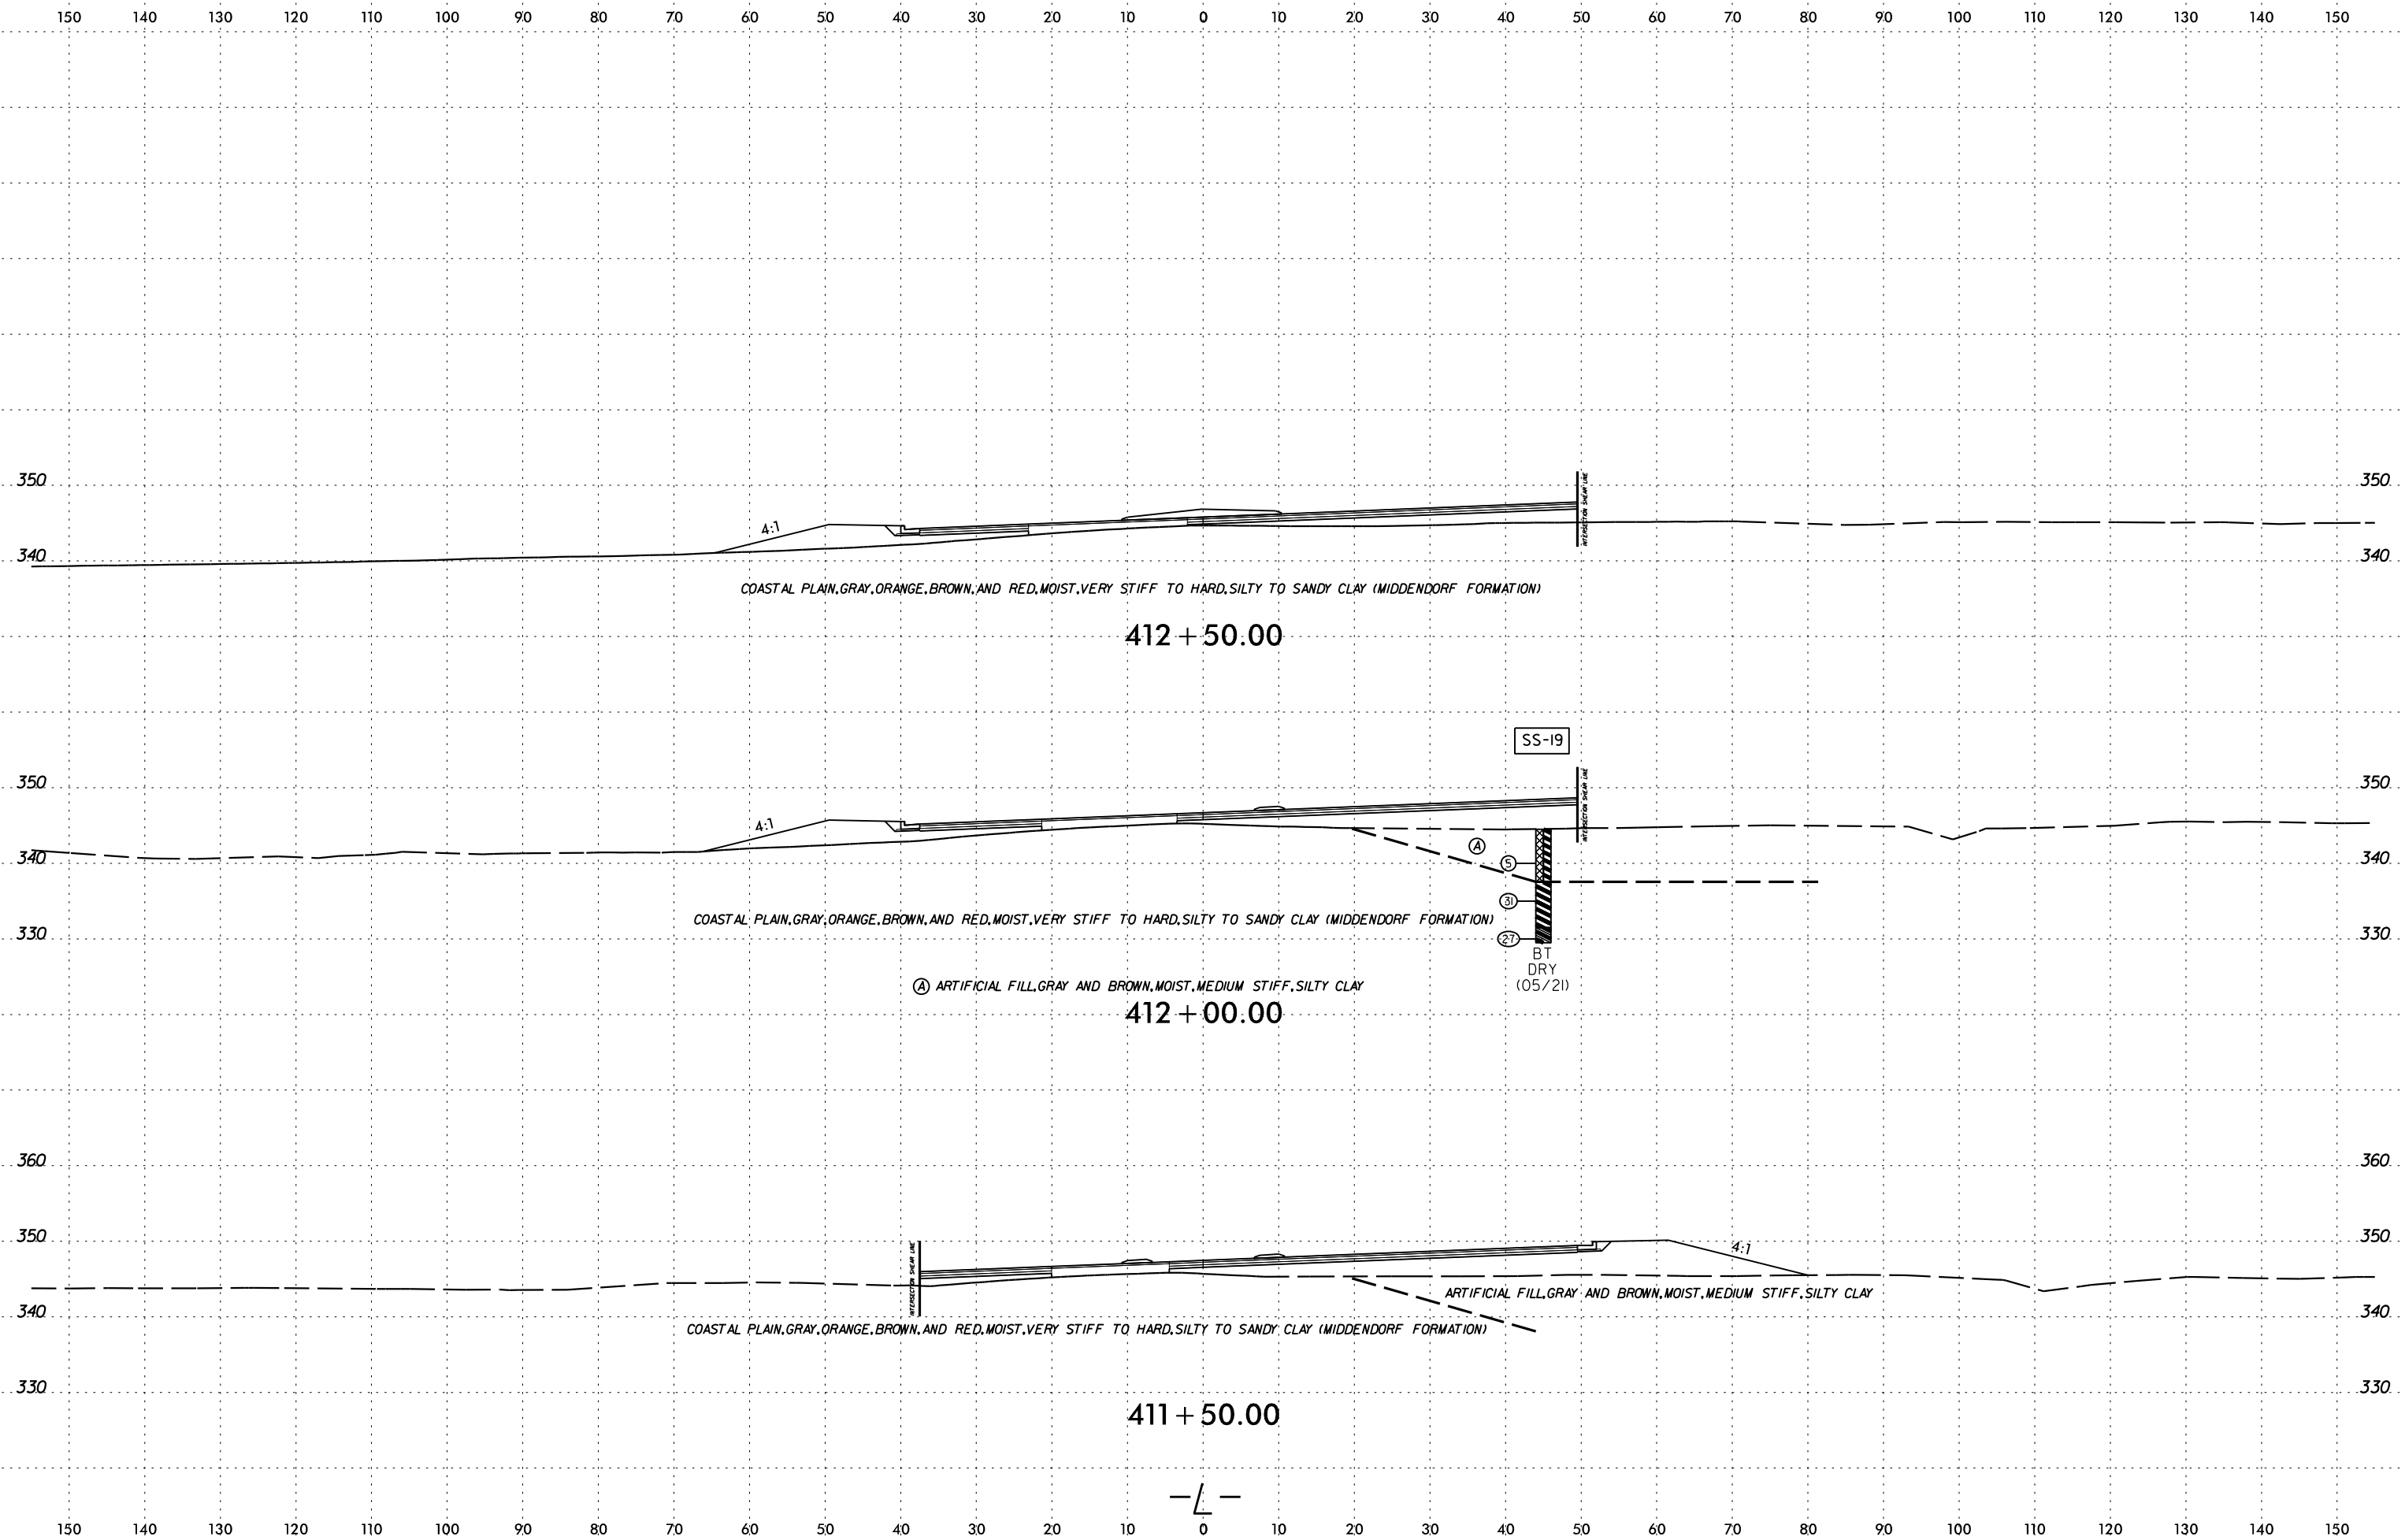 150 140 130 120 110 100 90 80 70 60 50 40 30 20 10 0 10 20 30 40 50 60 70 80 90 100 110 120 130 140 150
350 350
INTERSECTION SHEAR LINE
4:1
340 340
COASTAL PLAIN,GRAY,ORANGE,BROWN,AND RED,MOIST,VERY STIFF TO HARD,SILTY TO SANDY CLAY (MIDDENDORF FORMATION)
412+50.00
SS-19
350 350
INTERSECTION SHEAR LINE
4:1
A
340 5 340
31
COASTAL PLAIN,GRAY,ORANGE,BROWN,AND RED,MOIST,VERY STIFF TO HARD,SILTY TO SANDY CLAY (MIDDENDORF FORMATION)
330 27 330
BT
DRY
(05/21)
A ARTIFICIAL FILL,GRAY AND BROWN,MOIST,MEDIUM STIFF,SILTY CLAY
412+00.00
360 360
350 350
4:1
INTERSECTION SHEAR LINE
ARTIFICIAL FILL,GRAY AND BROWN,MOIST,MEDIUM STIFF,SILTY CLAY
340 340
COASTAL PLAIN,GRAY,ORANGE,BROWN,AND RED,MOIST,VERY STIFF TO HARD,SILTY TO SANDY CLAY (MIDDENDORF FORMATION)
330 330
411+50.00
-L-
150 140 130 120 110 100 90 80 70 60 50 40 30 20 10 0 10 20 30 40 50 60 70 80 90 100 110 120 130 140 150